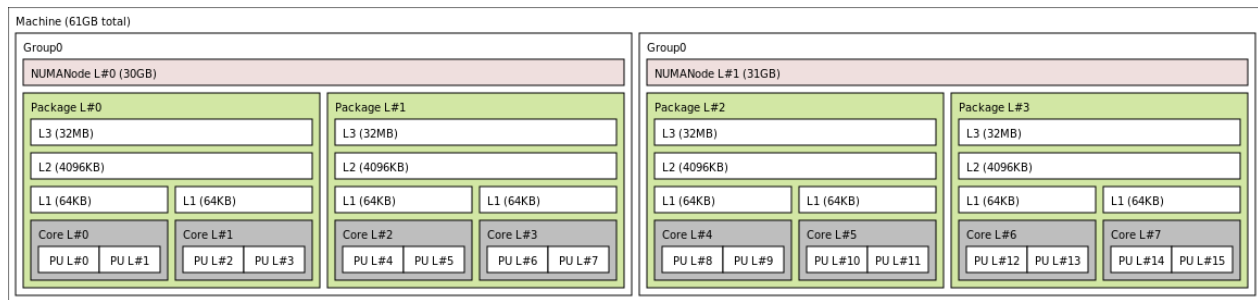 Machine (61GB total)
Group0
NUMANode L#0 (30GB)
Package L#0
L3 (32MB)
L2 (4096KB)
L1 (64KB)
L1 (64KB)
Core L#0
PU L#0
PU L#1
Core L#1
PU L#2
PU L#3
Package L#1
L3 (32MB)
L2 (4096KB)
L1 (64KB)
L1 (64KB)
Core L#2
PU L#4
PU L#5
Core L#3
PU L#6
PU L#7
Group0
NUMANode L#1 (31GB)
Package L#2
L3 (32MB)
L2 (4096KB)
L1 (64KB)
L1 (64KB)
Core L#4
PU L#8
PU L#9
Core L#5
PU L#10
PU L#11
Package L#3
L3 (32MB)
L2 (4096KB)
L1 (64KB)
L1 (64KB)
Core L#6
PU L#12
PU L#13
Core L#7
PU L#14
PU L#15